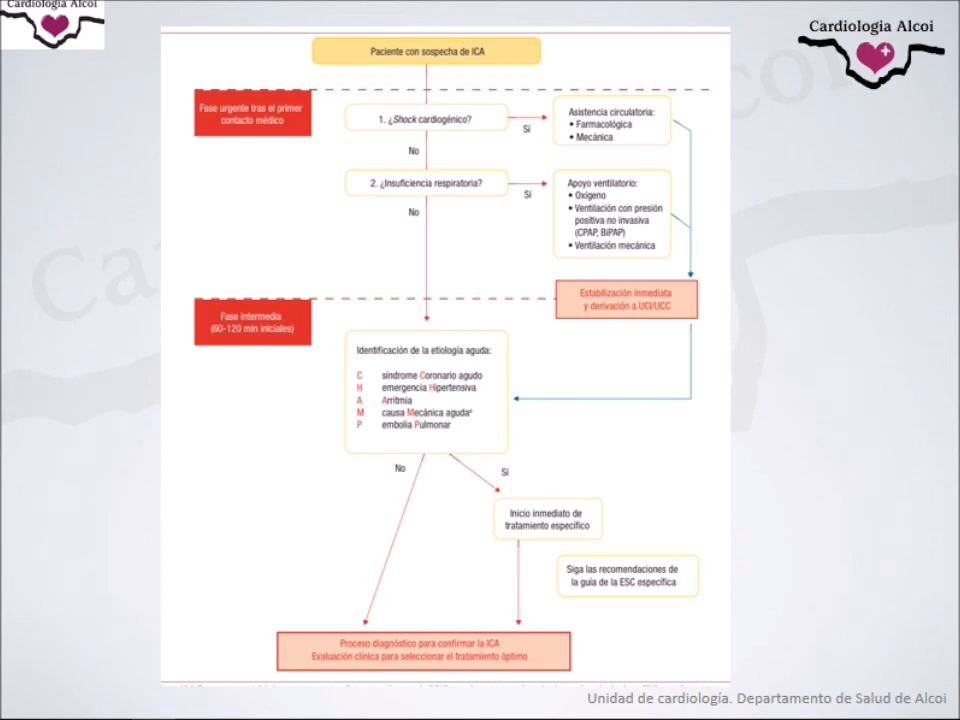 Cardiologia Alcoi
Cardiologia Alcoi
Paciente con sospecha de ICA
Fase urgente tras el primer
contacto médico
1. ¿Shock cardiogénico?
Sí
Asistencia circulatoria:
• Farmacológica
• Mecánica
No
2. ¿Insuficiencia respiratoria?
Sí
Apoyo ventilatorio:
• Oxígeno
• Ventilación con presión
positiva no invasiva
(CPAP, BiPAP)
• Ventilación mecánica
No
Estabilización inmediata
y derivación a UCI/UCC
Fase intermedia
(60-120 min iniciales)
Identificación de la etiología aguda:
C síndrome Coronario agudo
H emergencia Hipertensiva
A Arritmia
M causa Mecánica agudaª
P embolia Pulmonar
No
Sí
Inicio inmediato de
tratamiento específico
Siga las recomendaciones de
la guía de la ESC específica
Proceso diagnóstico para confirmar la ICA
Evaluación clínica para seleccionar el tratamiento óptimo
Unidad de cardiología. Departamento de Salud de Alcoi